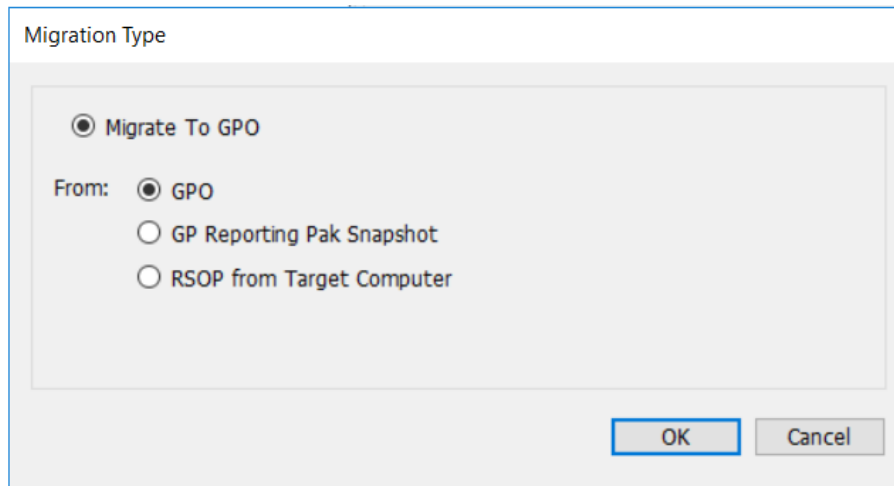 Migration Type
Migrate To GPO
From: GPO
GP Reporting Pak Snapshot
RSOP from Target Computer
OK Cancel